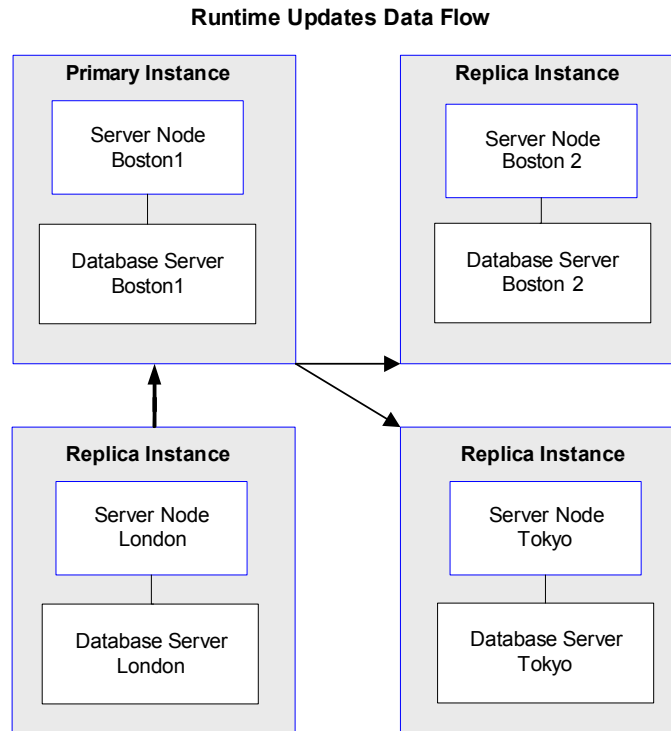 Runtime Updates Data Flow
Primary Instance
Server Node
Boston1
Database Server
Boston1
Replica Instance
Server Node
Boston 2
Database Server
Boston 2
Replica Instance
Server Node
London
Database Server
London
Replica Instance
Server Node
Tokyo
Database Server
Tokyo